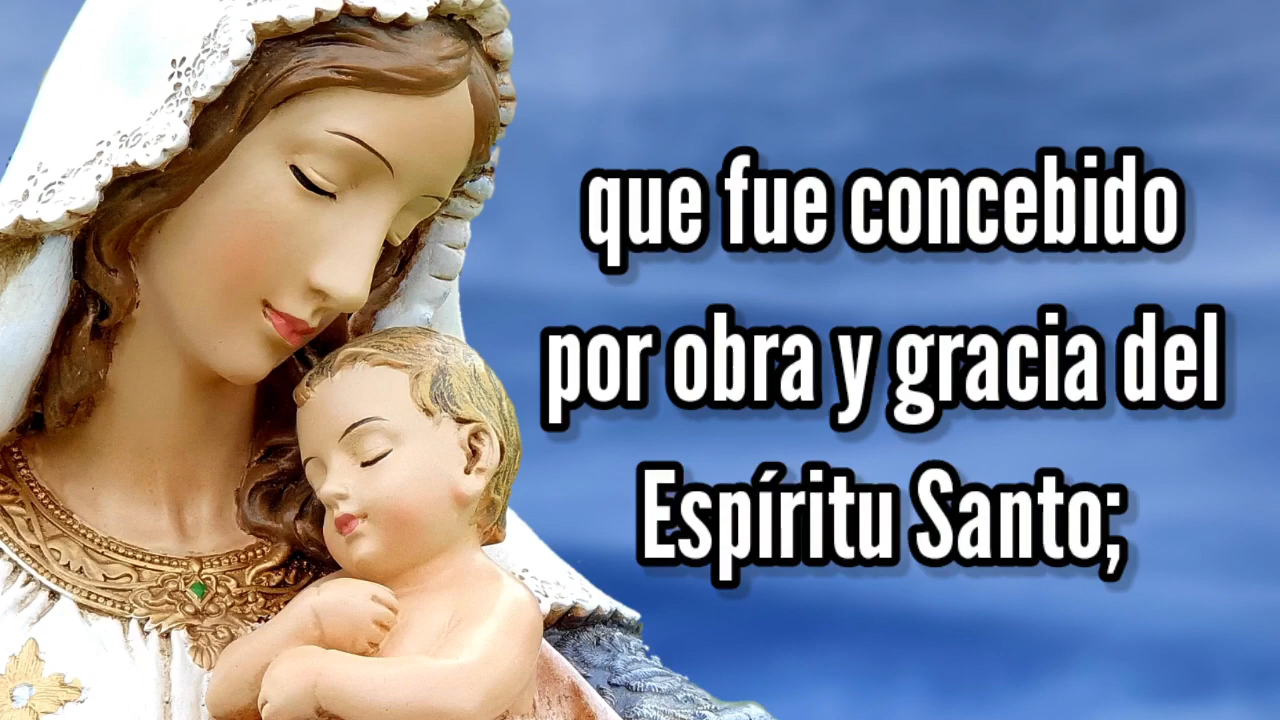 que fue concebido
por obra y gracia del
Espíritu Santo;